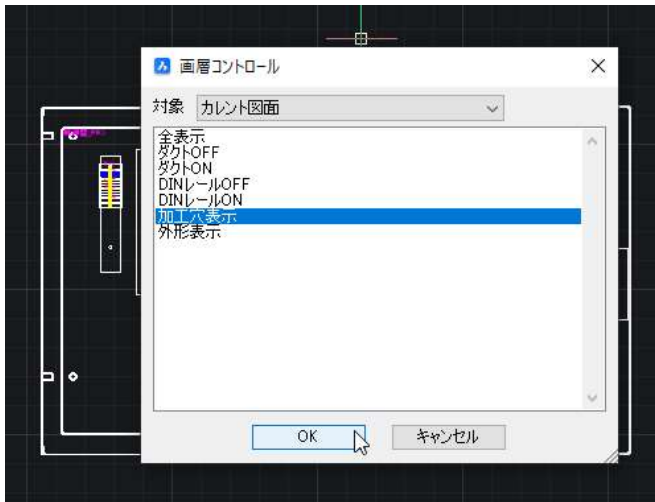 画層コントロール
対象 カレント図面
全表示
ダクトOFF
ダクトON
DINレールOFF
DINレールON
加工穴表示
外形表示
OK キャンセル